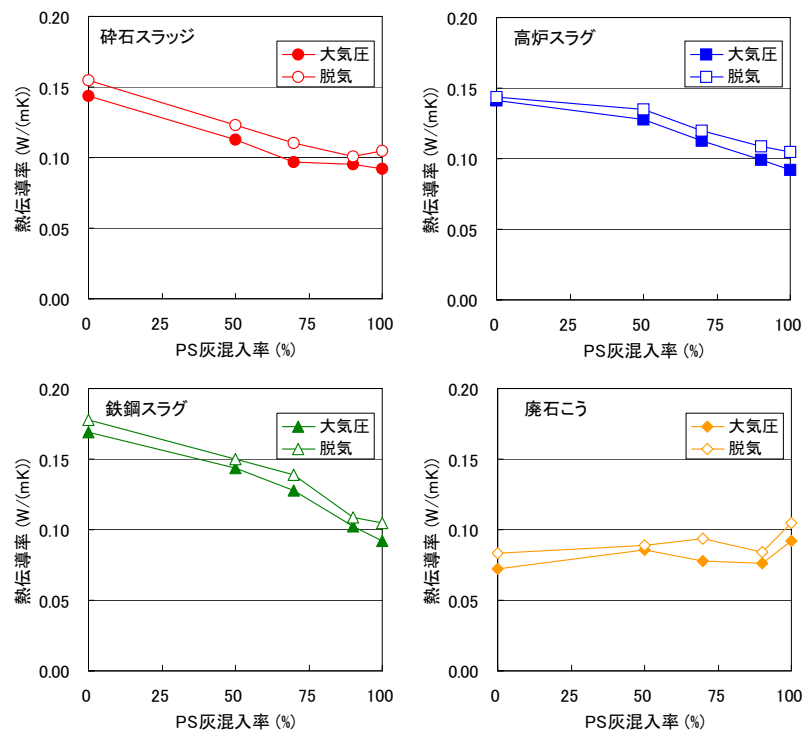 砕石スラッジ
大気圧
脱気
0.20
0.15
0.10
0.05
0.00
熱伝導率 (W/(mK))
0 25 50 75 100
PS灰混入率 (%)
高炉スラグ
大気圧
脱気
0.20
0.15
0.10
0.05
0.00
熱伝導率 (W/(mK))
0 25 50 75 100
PS灰混入率 (%)
鉄鋼スラグ
大気圧
脱気
0.20
0.15
0.10
0.05
0.00
熱伝導率 (W/(mK))
0 25 50 75 100
PS灰混入率 (%)
廃石こう
大気圧
脱気
0.20
0.15
0.10
0.05
0.00
熱伝導率 (W/(mK))
0 25 50 75 100
PS灰混入率 (%)